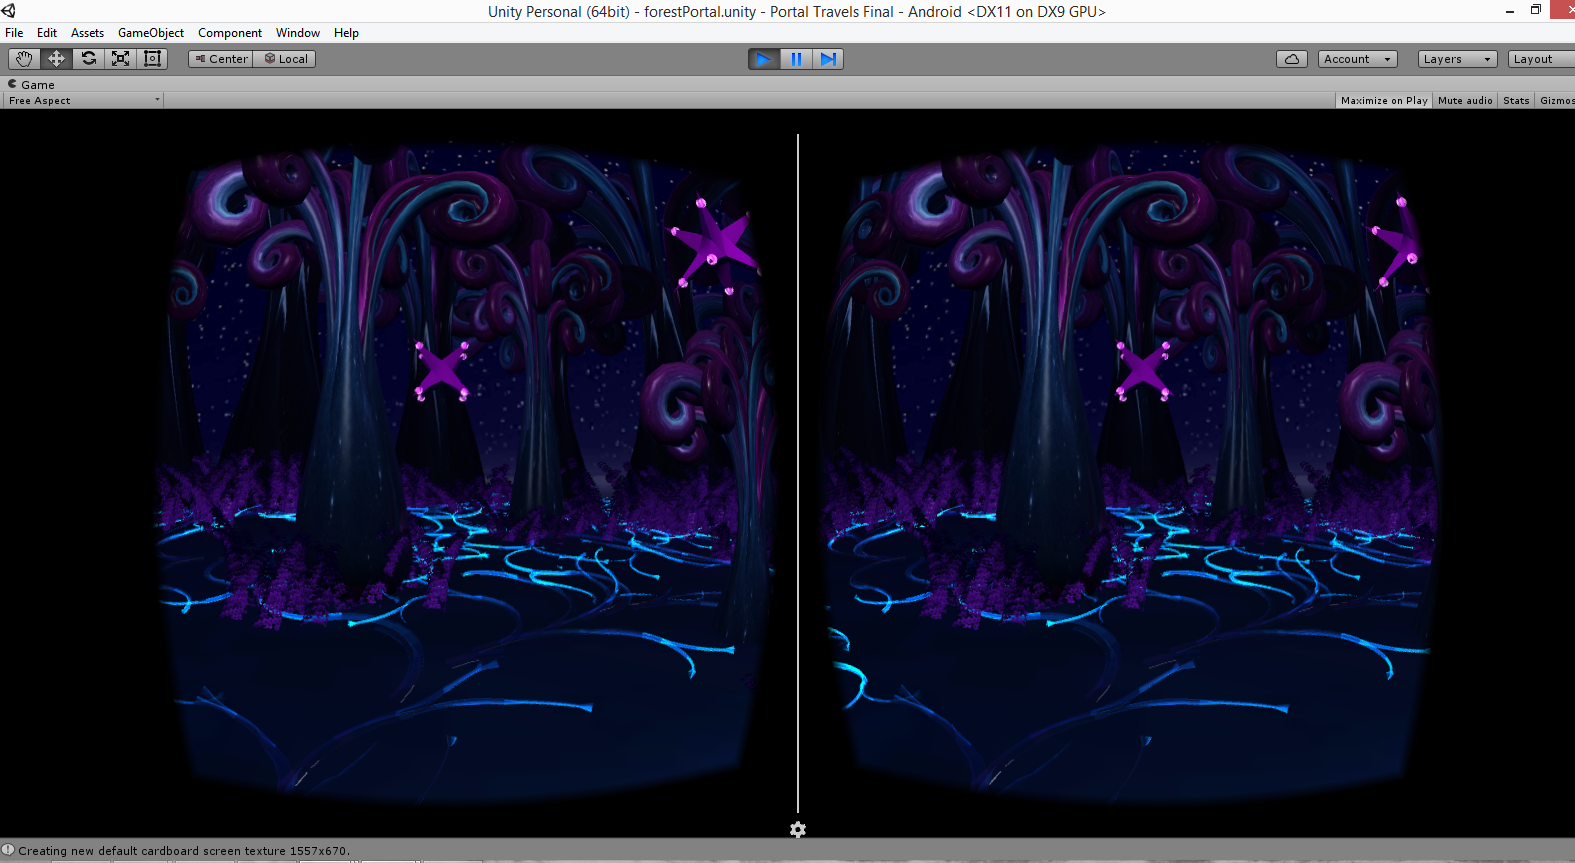 Unity Personal (64bit) - forestPortal.unity - Portal Travels Final - Android <DX11 on DX9 GPU>
File Edit Assets GameObject Component Window Help
Center Local Account Layers Layout
Game
Free Aspect Maximize on Play Mute audio Stats Gizmos
Creating new default cardboard screen texture 1557x670.